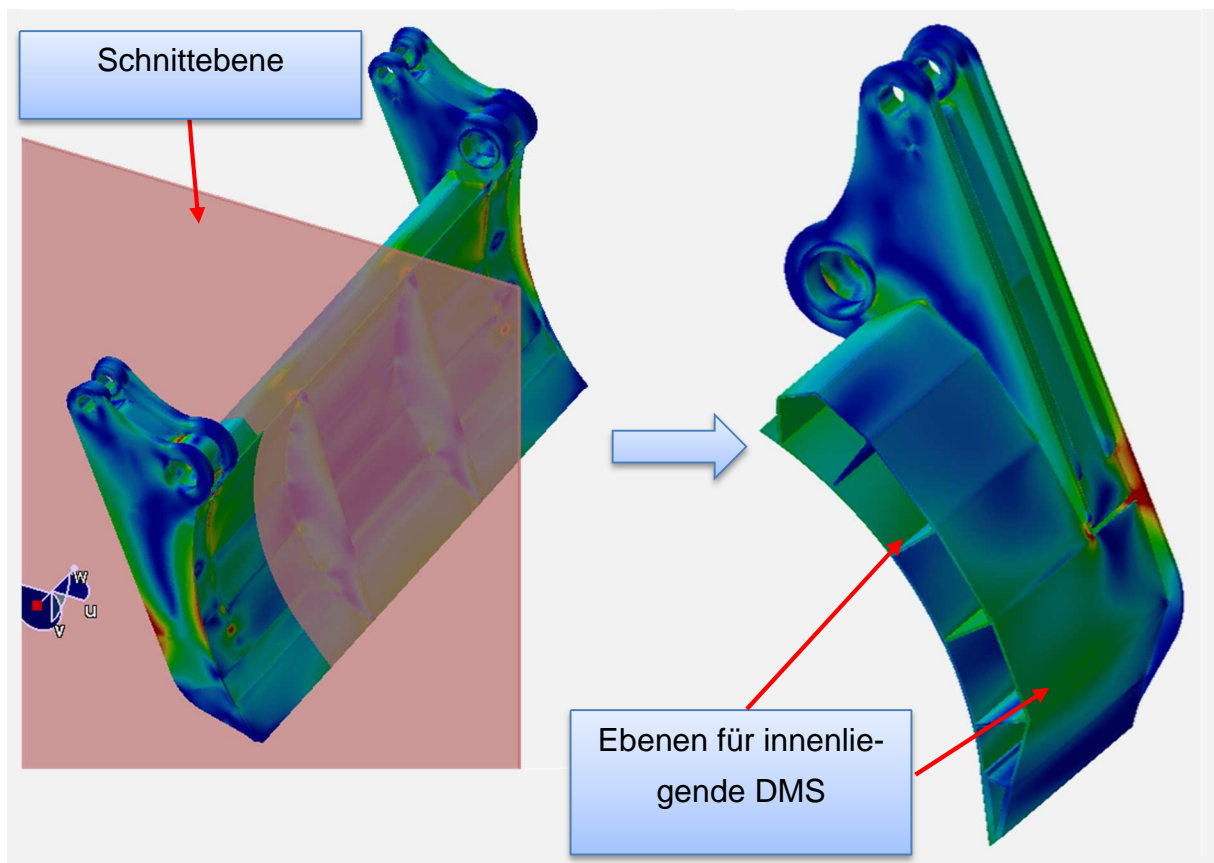 Schnittebene
w
u
v
Ebenen für innenlie-
gende DMS